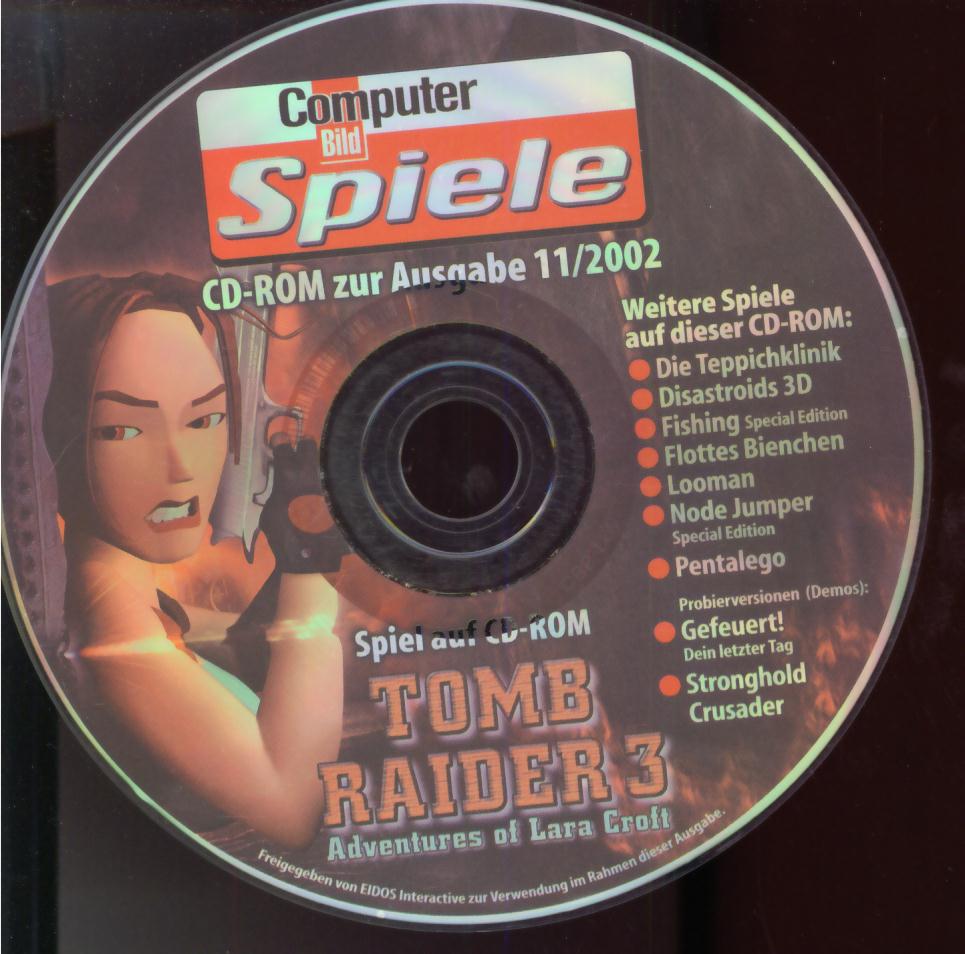 Computer
Bild
Spiele
CD-ROM zur Ausgabe 11/2002
Weitere Spiele
auf dieser CD-ROM:
Die Teppichklinik
Disastroids 3D
Fishing Special Edition
Flottes Bienchen
Looman
Node Jumper
Special Edition
Pentalego
Probierversionen (Demos):
Gefeuert!
Dein letzter Tag
Stronghold
Crusader
Spiel auf CD-ROM
TOMB
RAIDER 3
Adventures of Lara Croft
Freigegeben von EIDOS Interactive zur Verwendung im Rahmen dieser Ausgabe.